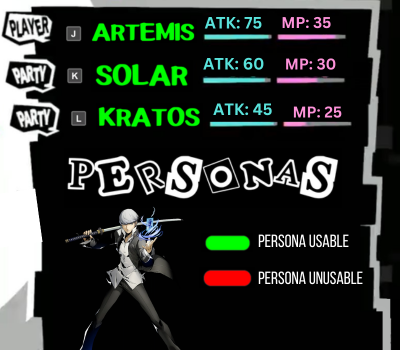 PLAYER J ARTEMIS ATK: 75 MP: 35
PARTY K SOLAR ATK: 60 MP: 30
PARTY L KRATOS ATK: 45 MP: 25
PERSONAS
PERSONA USABLE
PERSONA UNUSABLE